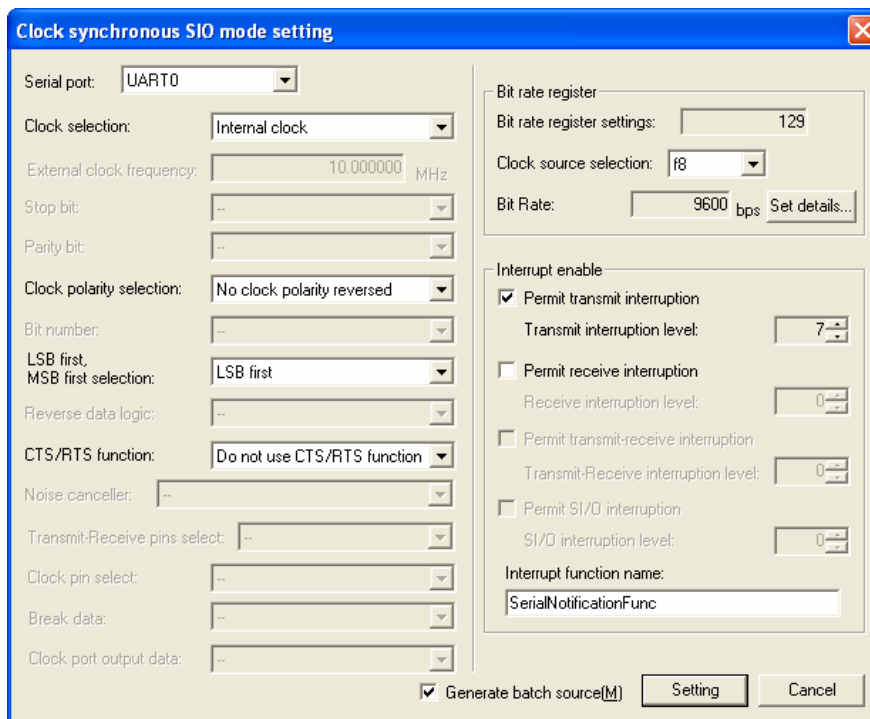 Clock synchronous SIO mode setting
Serial port: UART0
Clock selection: Internal clock
External clock frequency: 10.000000 MHz
Stop bit: --
Parity bit: --
Clock polarity selection: No clock polarity reversed
Bit number: --
LSB first,
MSB first selection: LSB first
Reverse data logic: --
CTS/RTS function: Do not use CTS/RTS function
Noise canceller: --
Transmit-Receive pins select: --
Clock pin select: --
Break data: --
Clock port output data: --
Bit rate register
Bit rate register settings: 129
Clock source selection: f8
Bit Rate: 9600 bps Set details...
Interrupt enable
Permit transmit interruption
Transmit interruption level: 7
Permit receive interruption
Receive interruption level: 0
Permit transmit-receive interruption
Transmit-Receive interruption level: 0
Permit SI/O interruption
SI/O interruption level: 0
Interrupt function name:
SerialNotificationFunc
Generate batch source(M) Setting Cancel